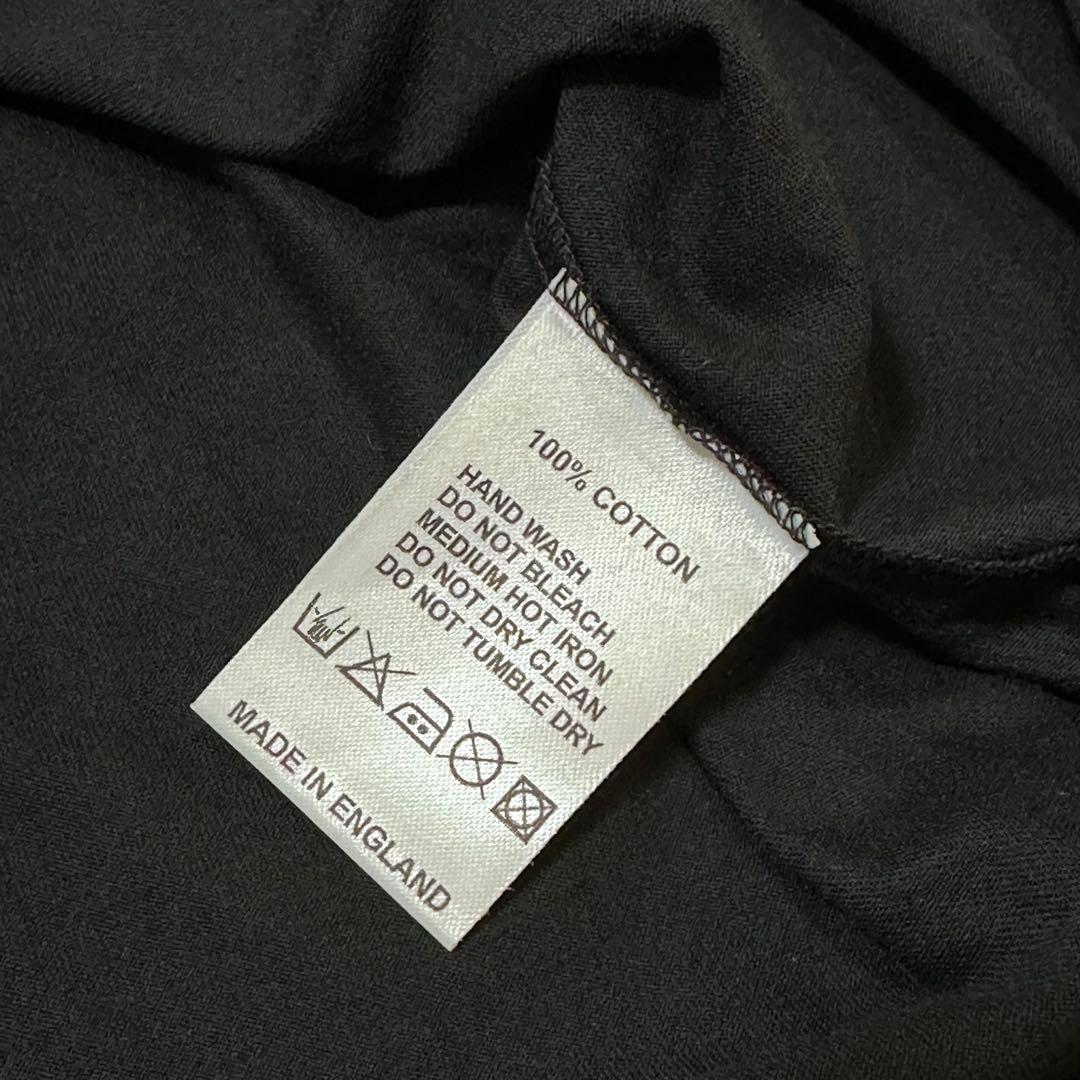 100% COTTON
HAND WASH
DO NOT BLEACH
MEDIUM HOT IRON
DO NOT DRY CLEAN
DO NOT TUMBLE DRY
MADE IN ENGLAND